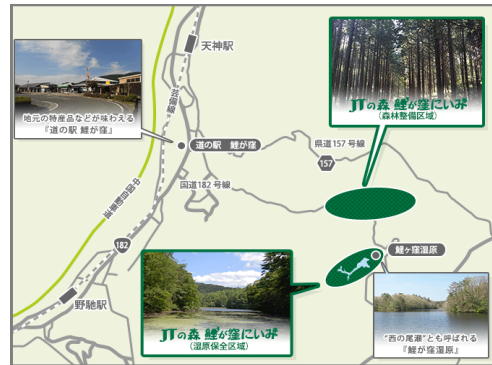 天神駅
芸備線
JTの森 鯉が窪にいみ
(森林整備区域)
地元の特産品などが味わえる
『道の駅 鯉が窪』
道の駅 鯉が窪
県道157号線
157
国道182号線
中国自動車道
182
鯉ヶ窪湿原
野馳駅
JTの森 鯉が窪にいみ
(湿原保全区域)
“西の尾瀬”とも呼ばれる
『鯉が窪湿原』